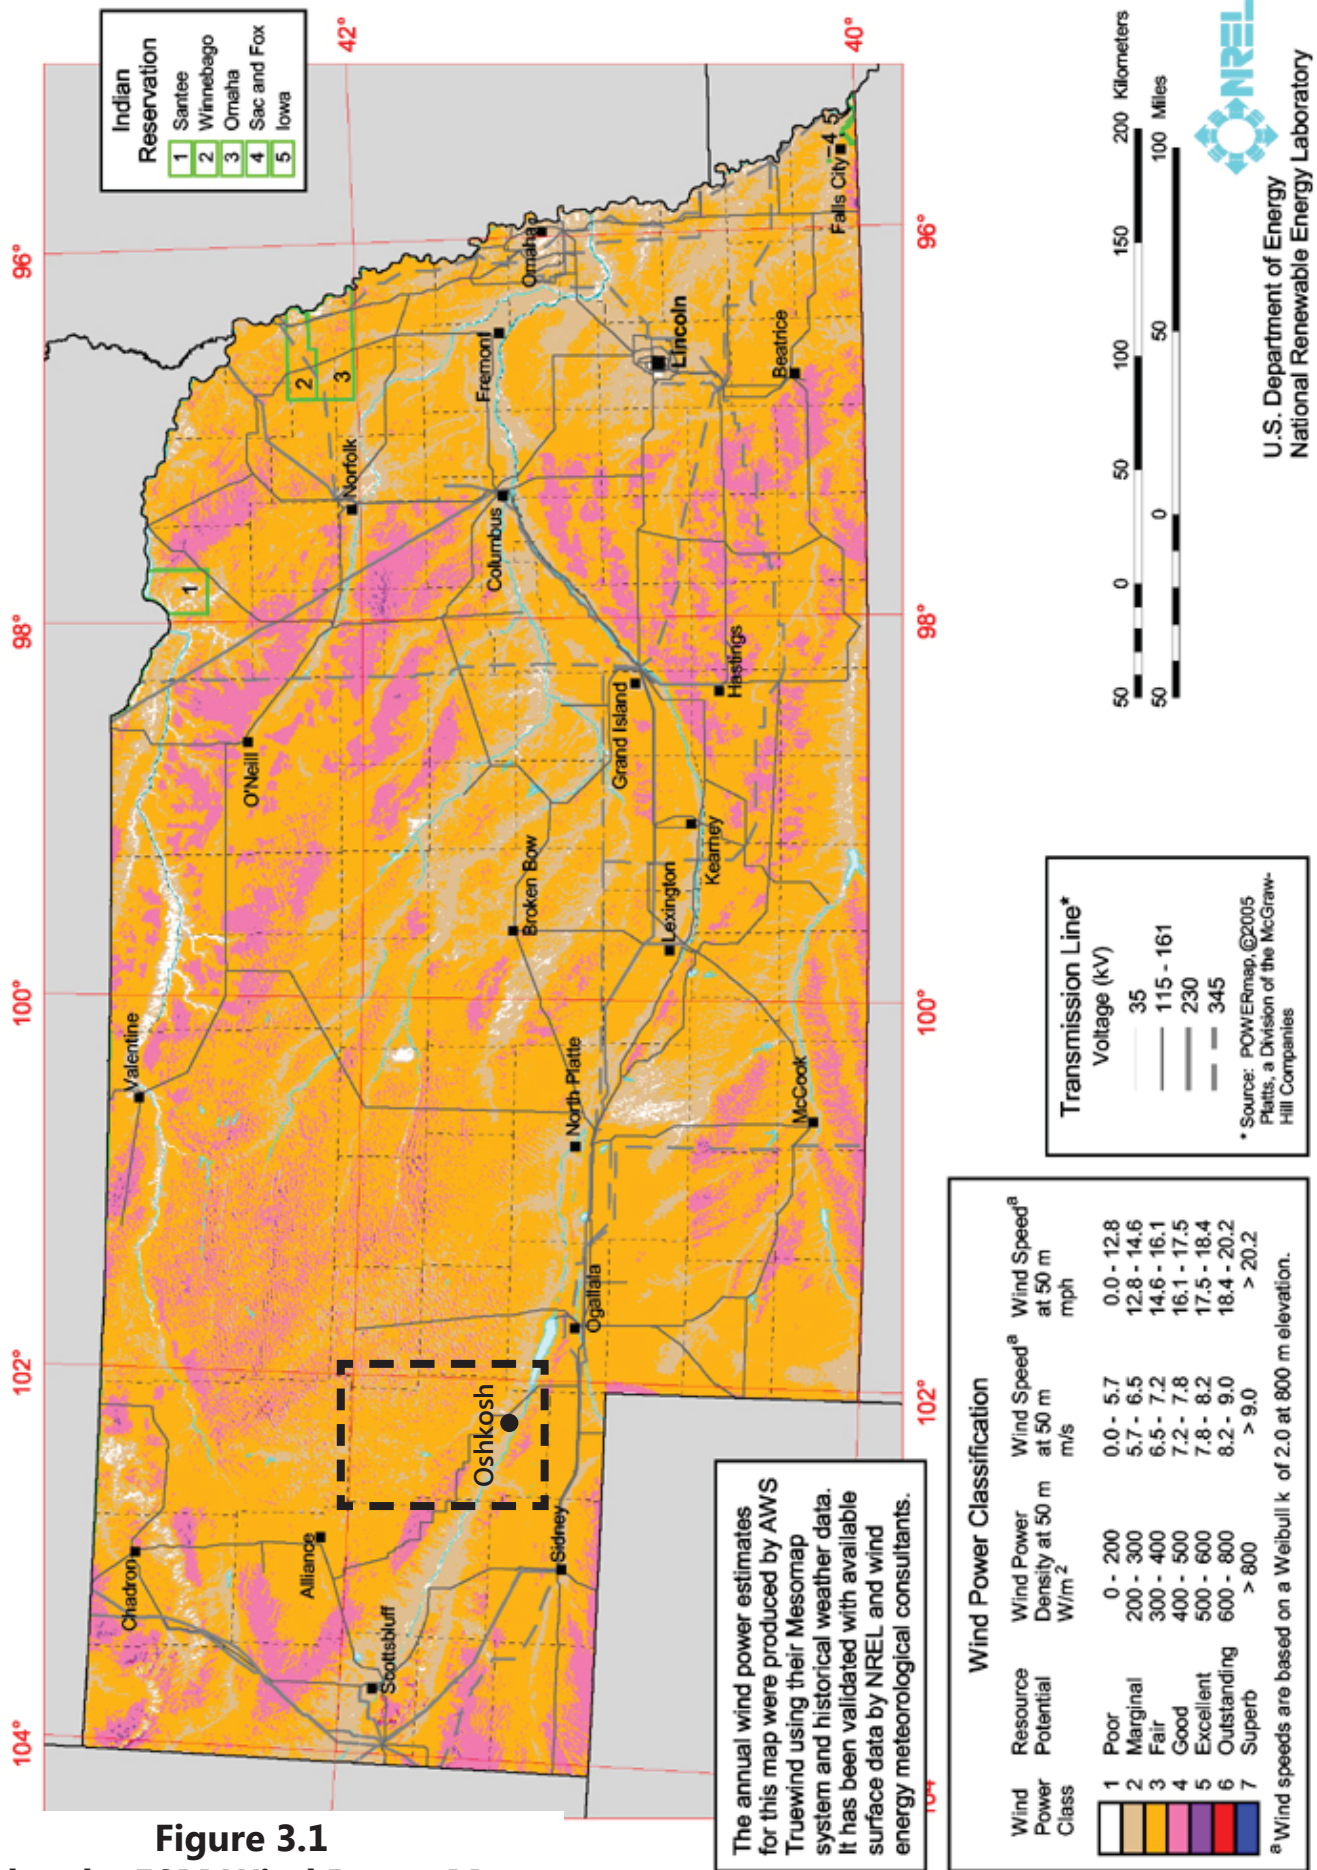 Indian
Reservation
1 Santee
2 Winnebago
3 Omaha
4 Sac and Fox
5 Iowa
42°
40°
96°
98°
100°
102°
104°
96°
98°
100°
102°
Valentine
Chadron
Alliance
Scottsbluff
Sidney
Oshkosh
Ogallala
North Platte
McCook
Broken Bow
Lexington
Kearney
Grand Island
Hastings
O'Neill
Norfolk
Columbus
Fremont
Omaha
Lincoln
Beatrice
Falls City
1
2
3
4 5
The annual wind power estimates
for this map were produced by AWS
Truewind using their Mesomap
system and historical weather data.
It has been validated with available
surface data by NREL and wind
energy meteorological consultants.
Wind Power Classification
Wind Power Class Resource Potential Wind Power Density at 50 m W/m² Wind Speedª at 50 m m/s Wind Speedª at 50 m mph
1 Poor 0 - 200 0.0 - 5.7 0.0 - 12.8
2 Marginal 200 - 300 5.7 - 6.5 12.8 - 14.6
3 Fair 300 - 400 6.5 - 7.2 14.6 - 16.1
4 Good 400 - 500 7.2 - 7.8 16.1 - 17.5
5 Excellent 500 - 600 7.8 - 8.2 17.5 - 18.4
6 Outstanding 600 - 800 8.2 - 9.0 18.4 - 20.2
7 Superb > 800 > 9.0 > 20.2
ª Wind speeds are based on a Weibull k of 2.0 at 800 m elevation.
Transmission Line*
Voltage (kV)
35
115 - 161
230
345
* Source: POWERmap, ©2005
Platts, a Division of the McGraw-
Hill Companies
50 0 50 100 150 200 Kilometers
50 0 50 100 Miles
NREL
U.S. Department of Energy
National Renewable Energy Laboratory
Figure 3.1